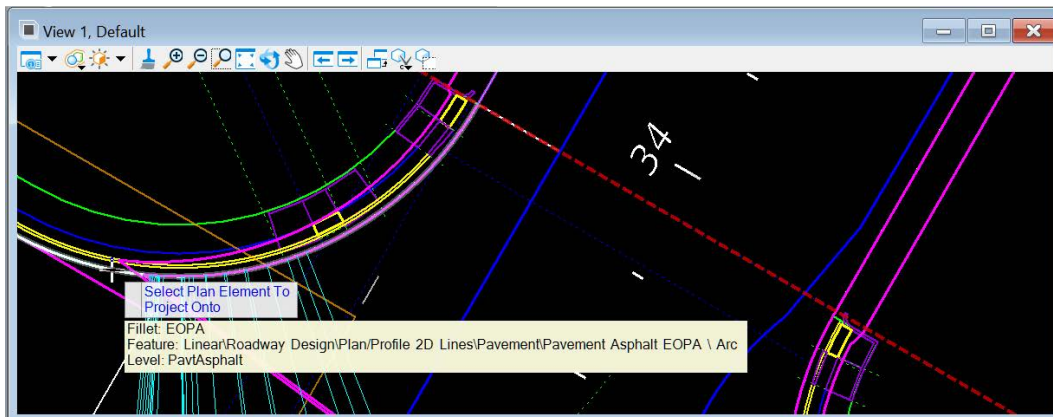 View 1, Default
34
Select Plan Element To
Project Onto
Fillet: EOPA
Feature: Linear\Roadway Design\Plan/Profile 2D Lines\Pavement\Pavement Asphalt EOPA \ Arc
Level: PavtAsphalt